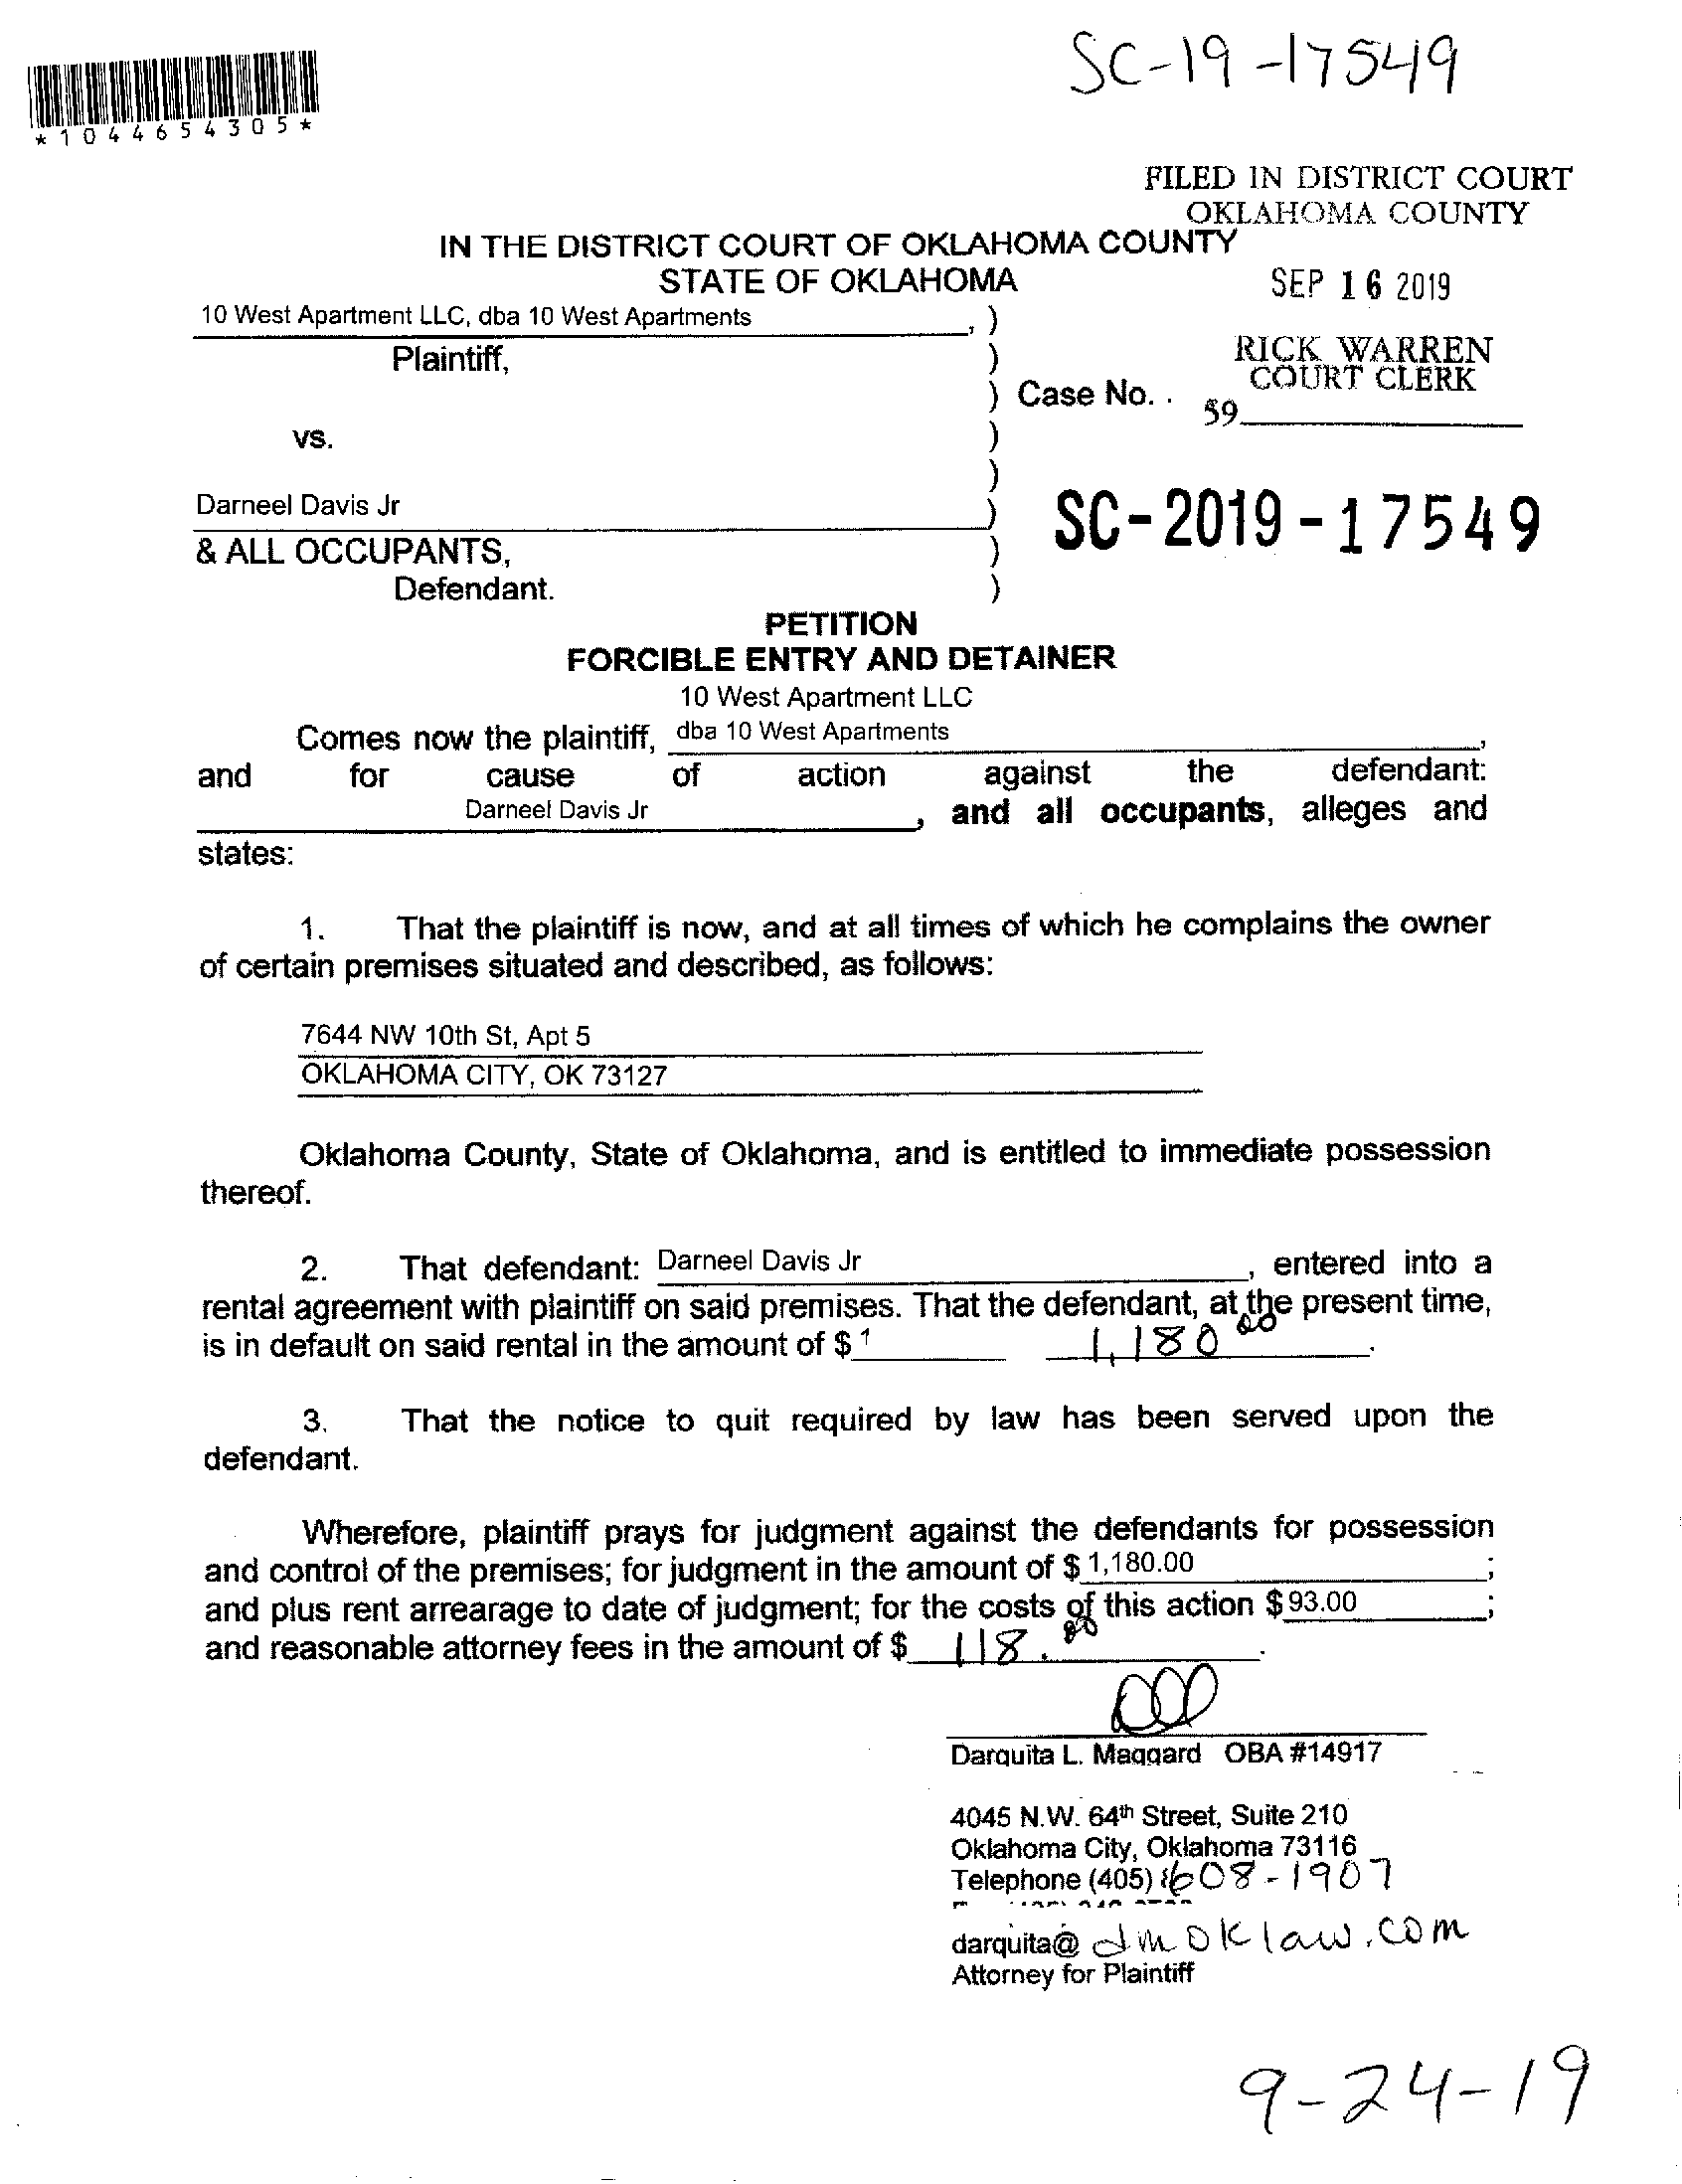 SC-19-17549
*1044654305*
FILED IN DISTRICT COURT
OKLAHOMA COUNTY
IN THE DISTRICT COURT OF OKLAHOMA COUNTY
STATE OF OKLAHOMA
SEP 16 2019
10 West Apartment LLC, dba 10 West Apartments , )
Plaintiff, )
RICK WARREN
COURT CLERK
) Case No. .
59
vs. )
)
Darneel Davis Jr )
SC-2019-17549
& ALL OCCUPANTS, )
Defendant. )
PETITION
FORCIBLE ENTRY AND DETAINER
10 West Apartment LLC
Comes now the plaintiff, dba 10 West Apartments ,
and for cause of action against the defendant:
Darneel Davis Jr , and all occupants, alleges and
states:
1. That the plaintiff is now, and at all times of which he complains the owner
of certain premises situated and described, as follows:
7644 NW 10th St, Apt 5
OKLAHOMA CITY, OK 73127
Oklahoma County, State of Oklahoma, and is entitled to immediate possession
thereof.
2. That defendant: Darneel Davis Jr , entered into a
rental agreement with plaintiff on said premises. That the defendant, at the present time,
is in default on said rental in the amount of $ 1 1,180 00 .
3. That the notice to quit required by law has been served upon the
defendant.
Wherefore, plaintiff prays for judgment against the defendants for possession
and control of the premises; for judgment in the amount of $ 1,180.00 ;
and plus rent arrearage to date of judgment; for the costs of this action $ 93.00 ;
and reasonable attorney fees in the amount of $ 118.00 .
Darquita L. Maggard OBA #14917
4045 N.W. 64th Street, Suite 210
Oklahoma City, Oklahoma 73116
Telephone (405) 608-1907
darquita@ dmoklaw.com
Attorney for Plaintiff
9-24-19